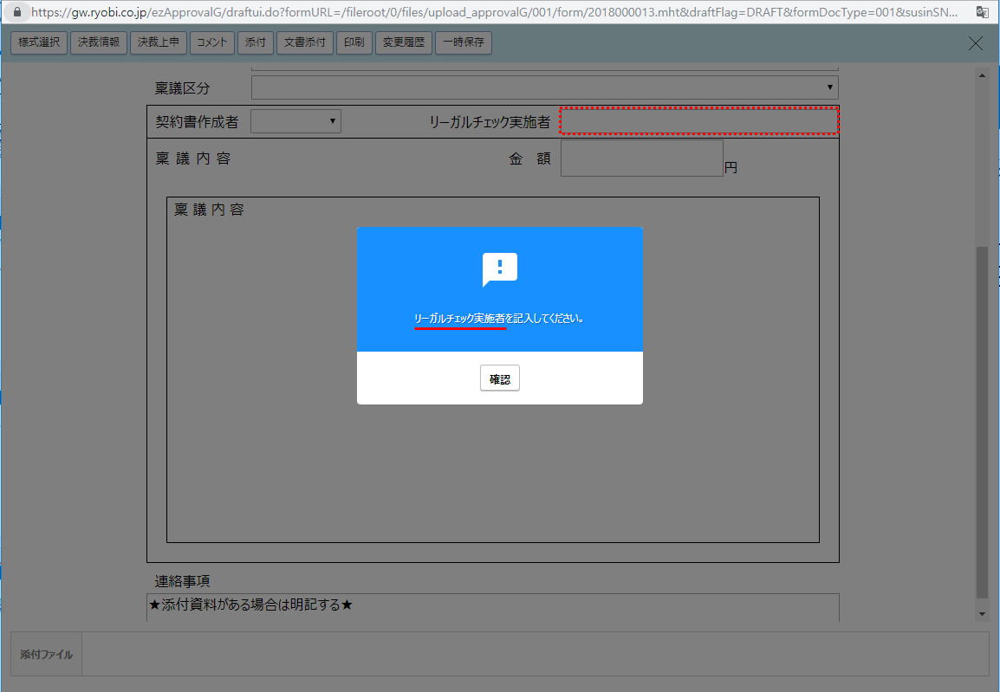 https://gw.ryobi.co.jp/ezApprovalG/draftui.do?formURL=/fileroot/0/files/upload_approvalG/001/form/2018000013.mht&draftFlag=DRAFT&formDocType=001&susinSN...
様式選択 決裁情報 決裁上申 コメント 添付 文書添付 印刷 変更履歴 一時保存
稟議区分
契約書作成者 リーガルチェック実施者
稟 議 内 容 金 額 円
稟 議 内 容
リーガルチェック実施者を記入してください。
確認
連絡事項
★添付資料がある場合は明記する★
添付ファイル